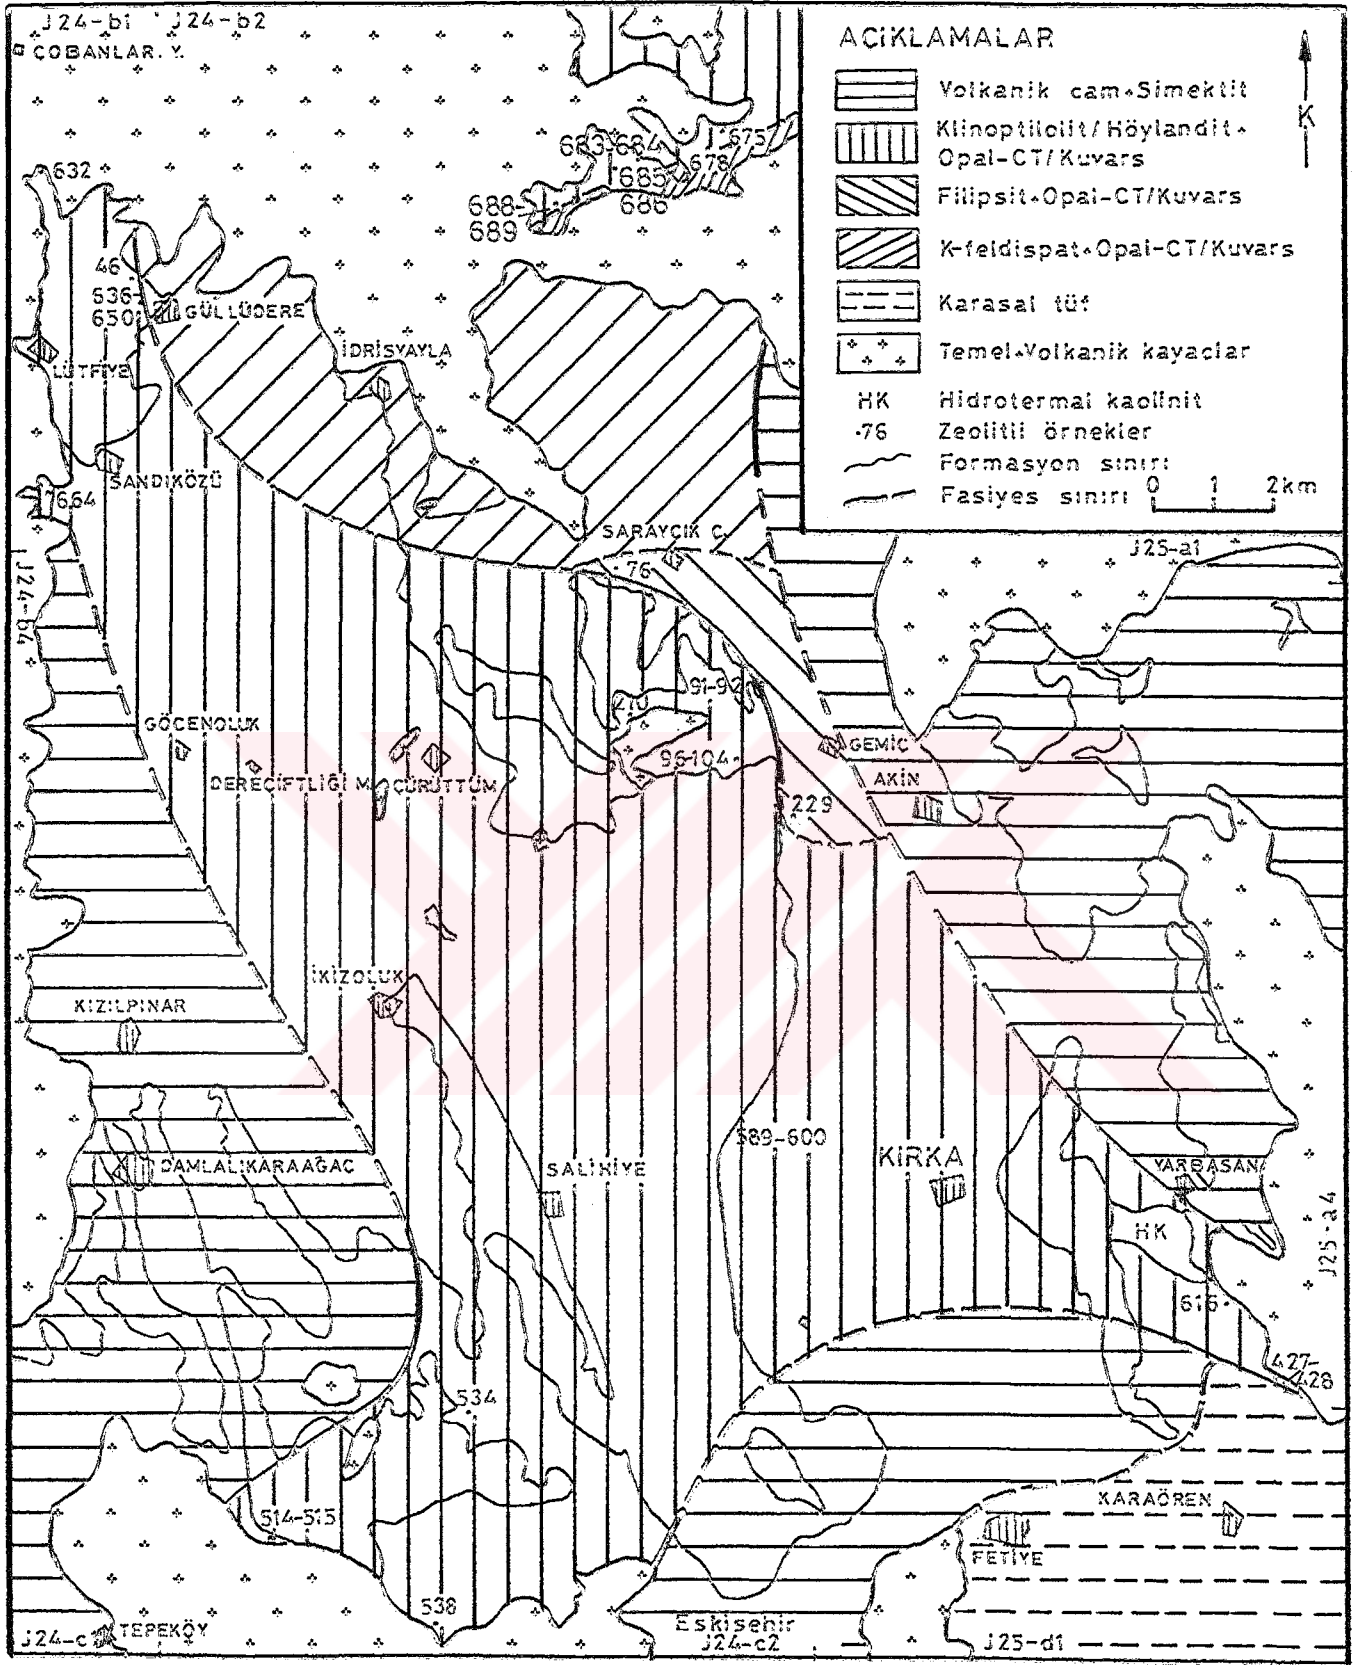 J24-b1 J24-b2
ÇOBANLAR. Y.
AÇIKLAMALAR
K
Volkanik cam+Simektit
Klinoptilolit/Höylandit+
Opal-CT/Kuvars
Filipsit+Opal-CT/Kuvars
K-feldispat+Opal-CT/Kuvars
Karasal tüf
Temel+Volkanik kayaçlar
HK Hidrotermal kaolinit
·76 Zeolitli örnekler
Formasyon sınırı
Fasiyes sınırı
0 1 2km
675
683-684
678
685
686
688-
689
632
46
636-
650
GÜLLÜDERE
LÜTFİYE
İDRİSYAYLA
SANDIKÖZÜ
7664
SARAYCIK Ç.
·76
J25-a1
J24-b4
91-92
210
GÖCENOLUK
GEMİÇ
96-104
AKİN
DEREÇİFTLİĞİ M. ÇÜRÜTTÜM
229
İKİZOLUK
KIZILPINAR
589-600
KIRKA
DAMLALIKARAAĞAÇ
SALİHİYE
YARBASAN
HK
J25-a4
616·
427-
428
534
514-515
KARAÖREN
FETİYE
538
TEPEKÖY
Eskişehir
J24-c1
J24-c2
J25-d1